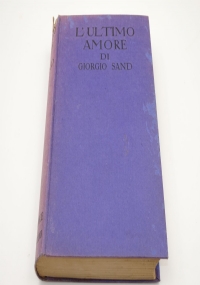 L'ULTIMO
AMORE
DI
GIORGIO SAND